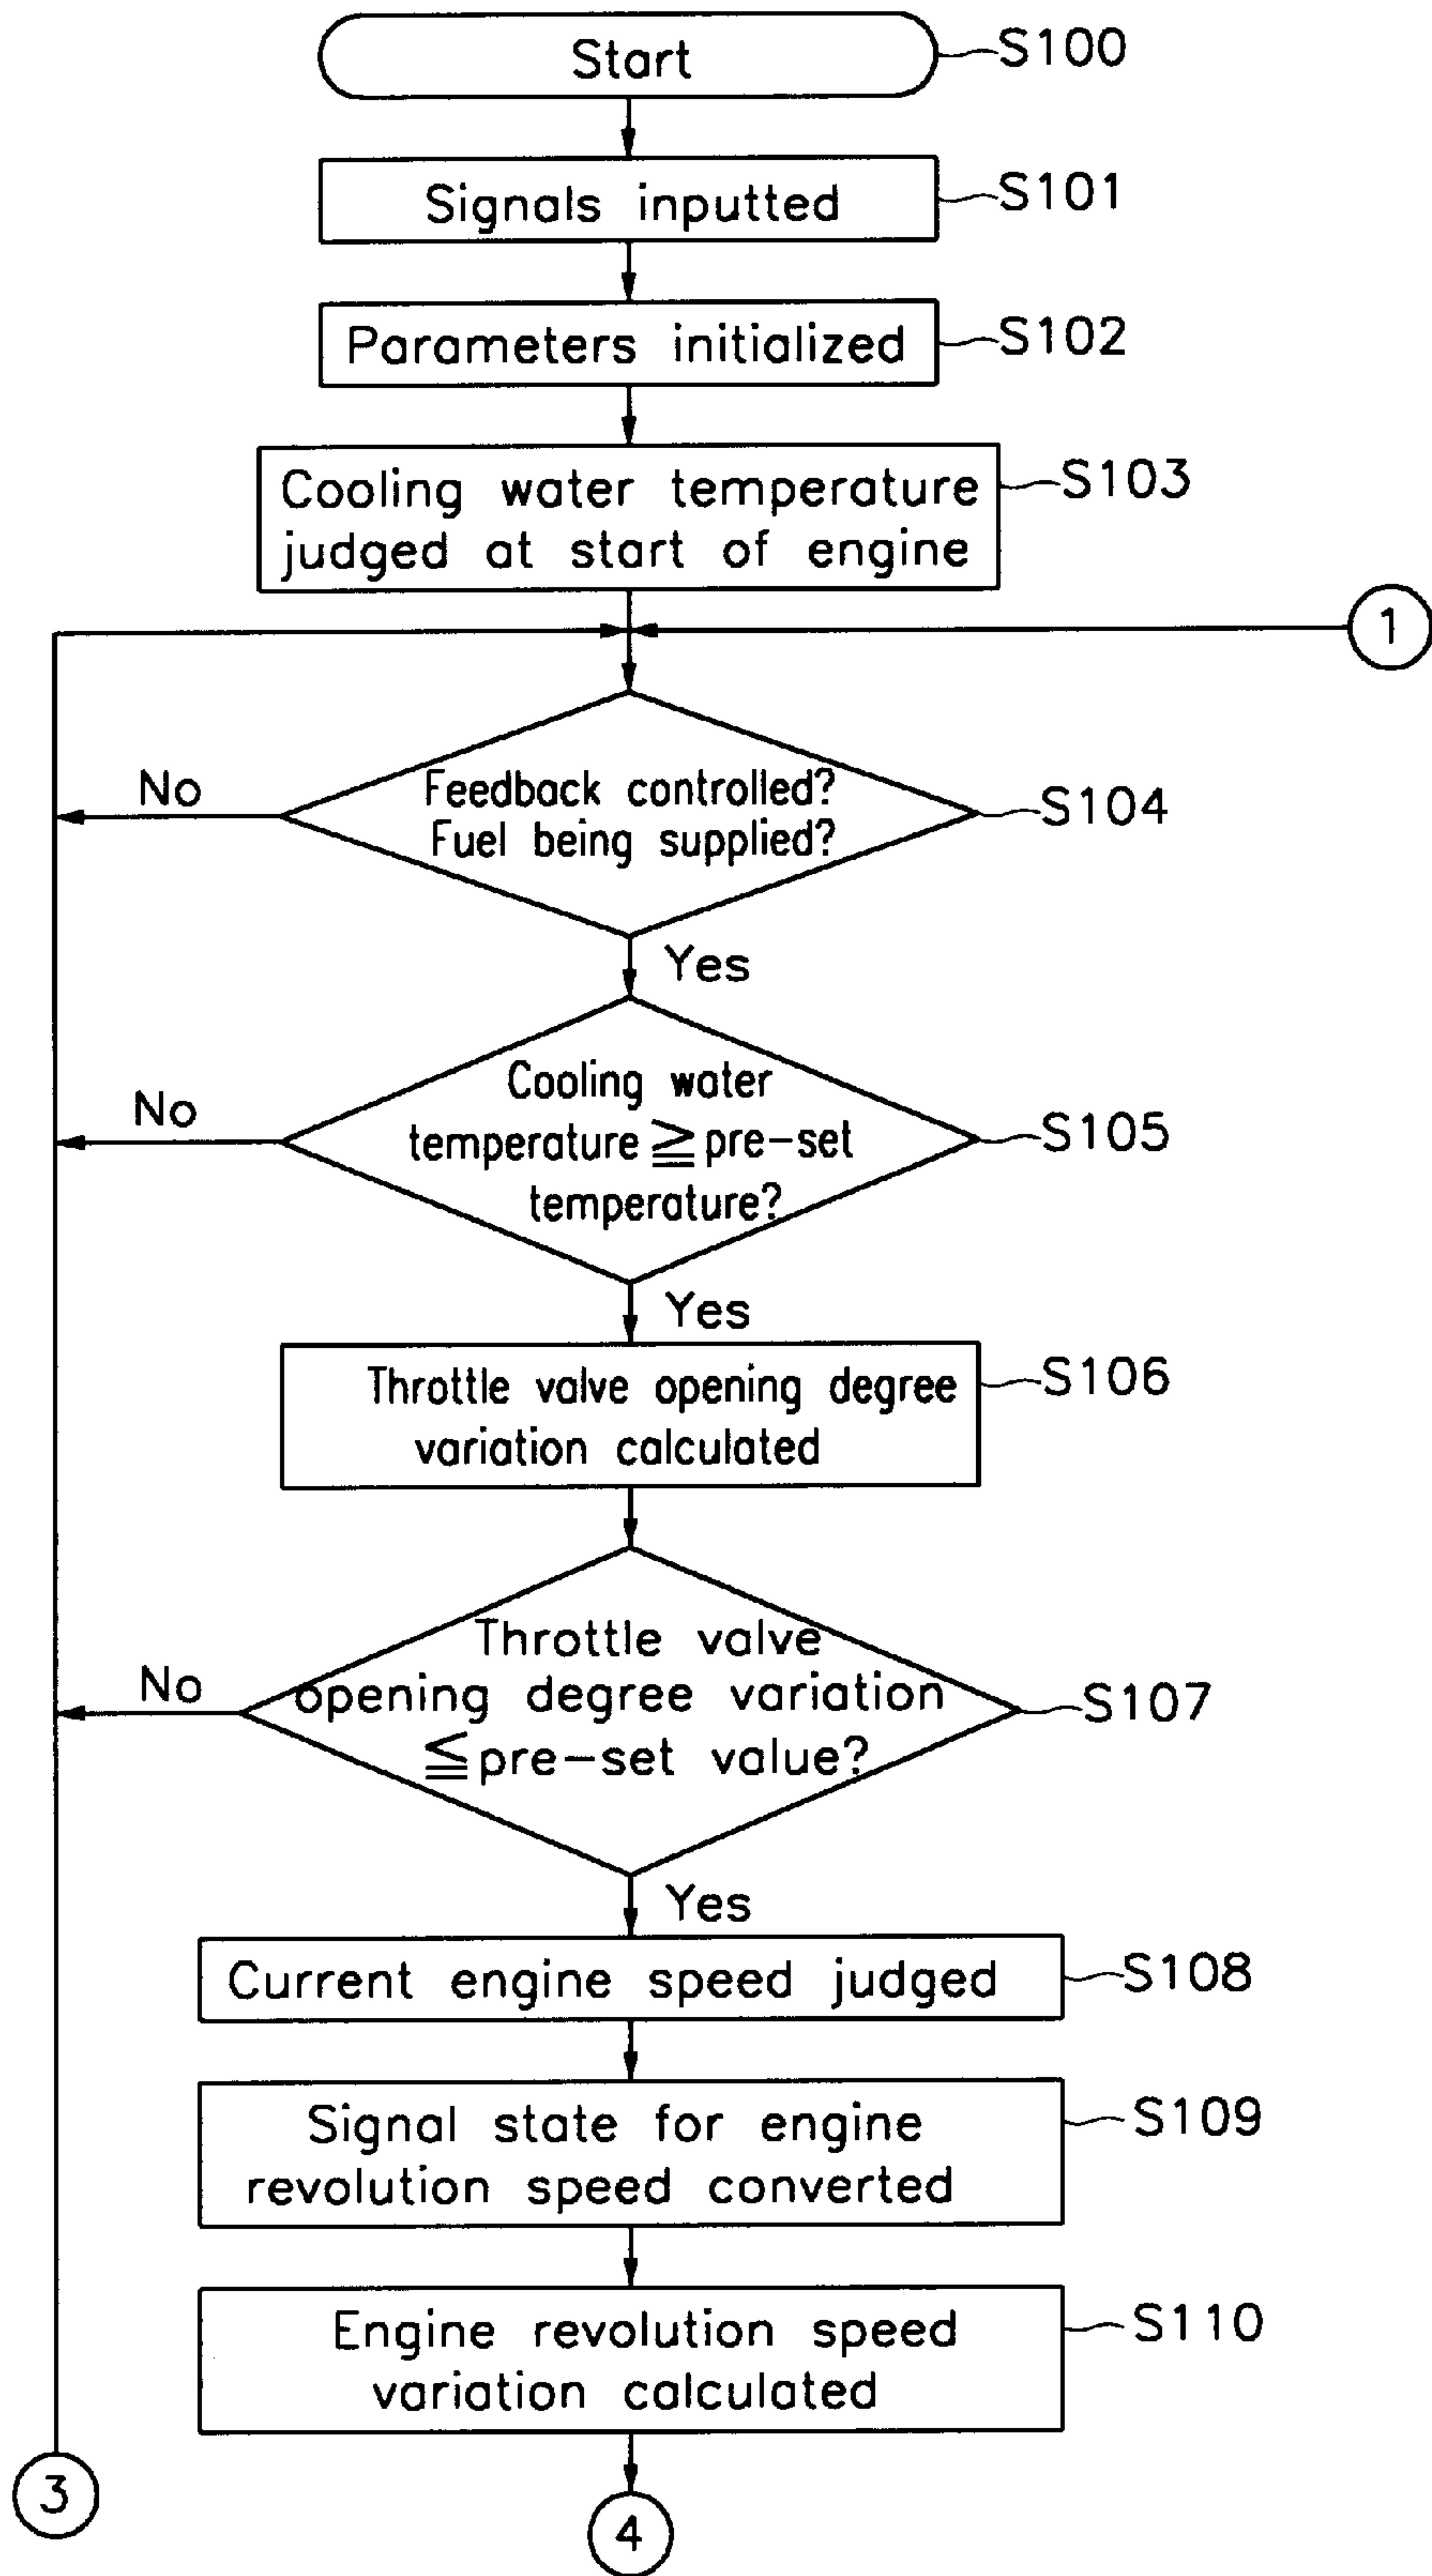 Start
S100
Signals inputted
S101
Parameters initialized
S102
Cooling water temperature
judged at start of engine
S103
1
Feedback controlled?
Fuel being supplied?
S104
No
Yes
Cooling water
temperature ≧ pre-set
temperature?
S105
No
Yes
Throttle valve opening degree
variation calculated
S106
Throttle valve
opening degree variation
≦ pre-set value?
S107
No
Yes
Current engine speed judged
S108
Signal state for engine
revolution speed converted
S109
Engine revolution speed
variation calculated
S110
3
4